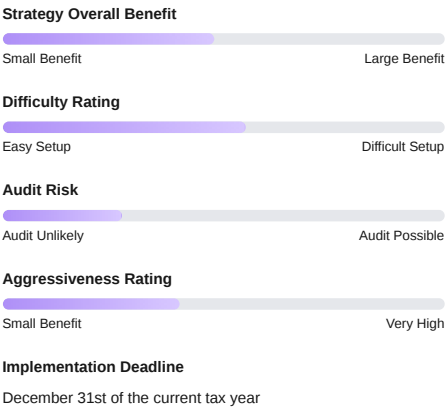 Strategy Overall Benefit
Small Benefit Large Benefit
Difficulty Rating
Easy Setup Difficult Setup
Audit Risk
Audit Unlikely Audit Possible
Aggressiveness Rating
Small Benefit Very High
Implementation Deadline
December 31st of the current tax year